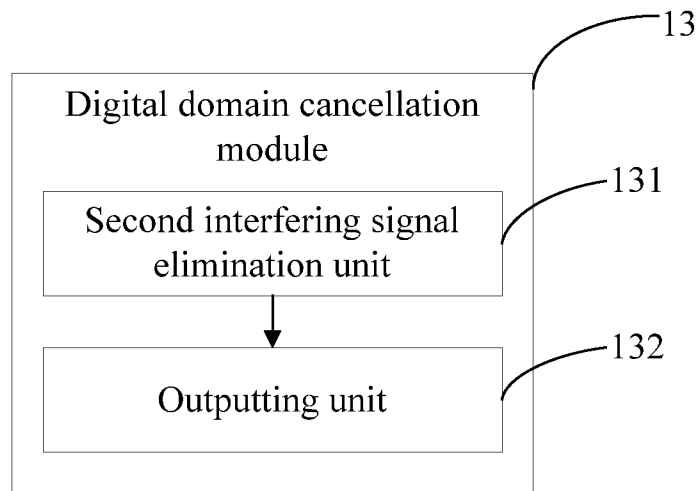 13
Digital domain cancellation
module
131
Second interfering signal
elimination unit
132
Outputting unit